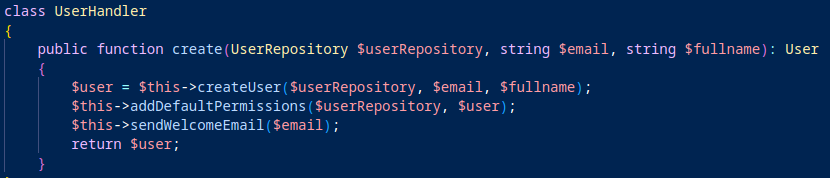 class UserHandler
{
    public function create(UserRepository $userRepository, string $email, string $fullname): User
    {
        $user = $this->createUser($userRepository, $email, $fullname);
        $this->addDefaultPermissions($userRepository, $user);
        $this->sendWelcomeEmail($email);
        return $user;
    }